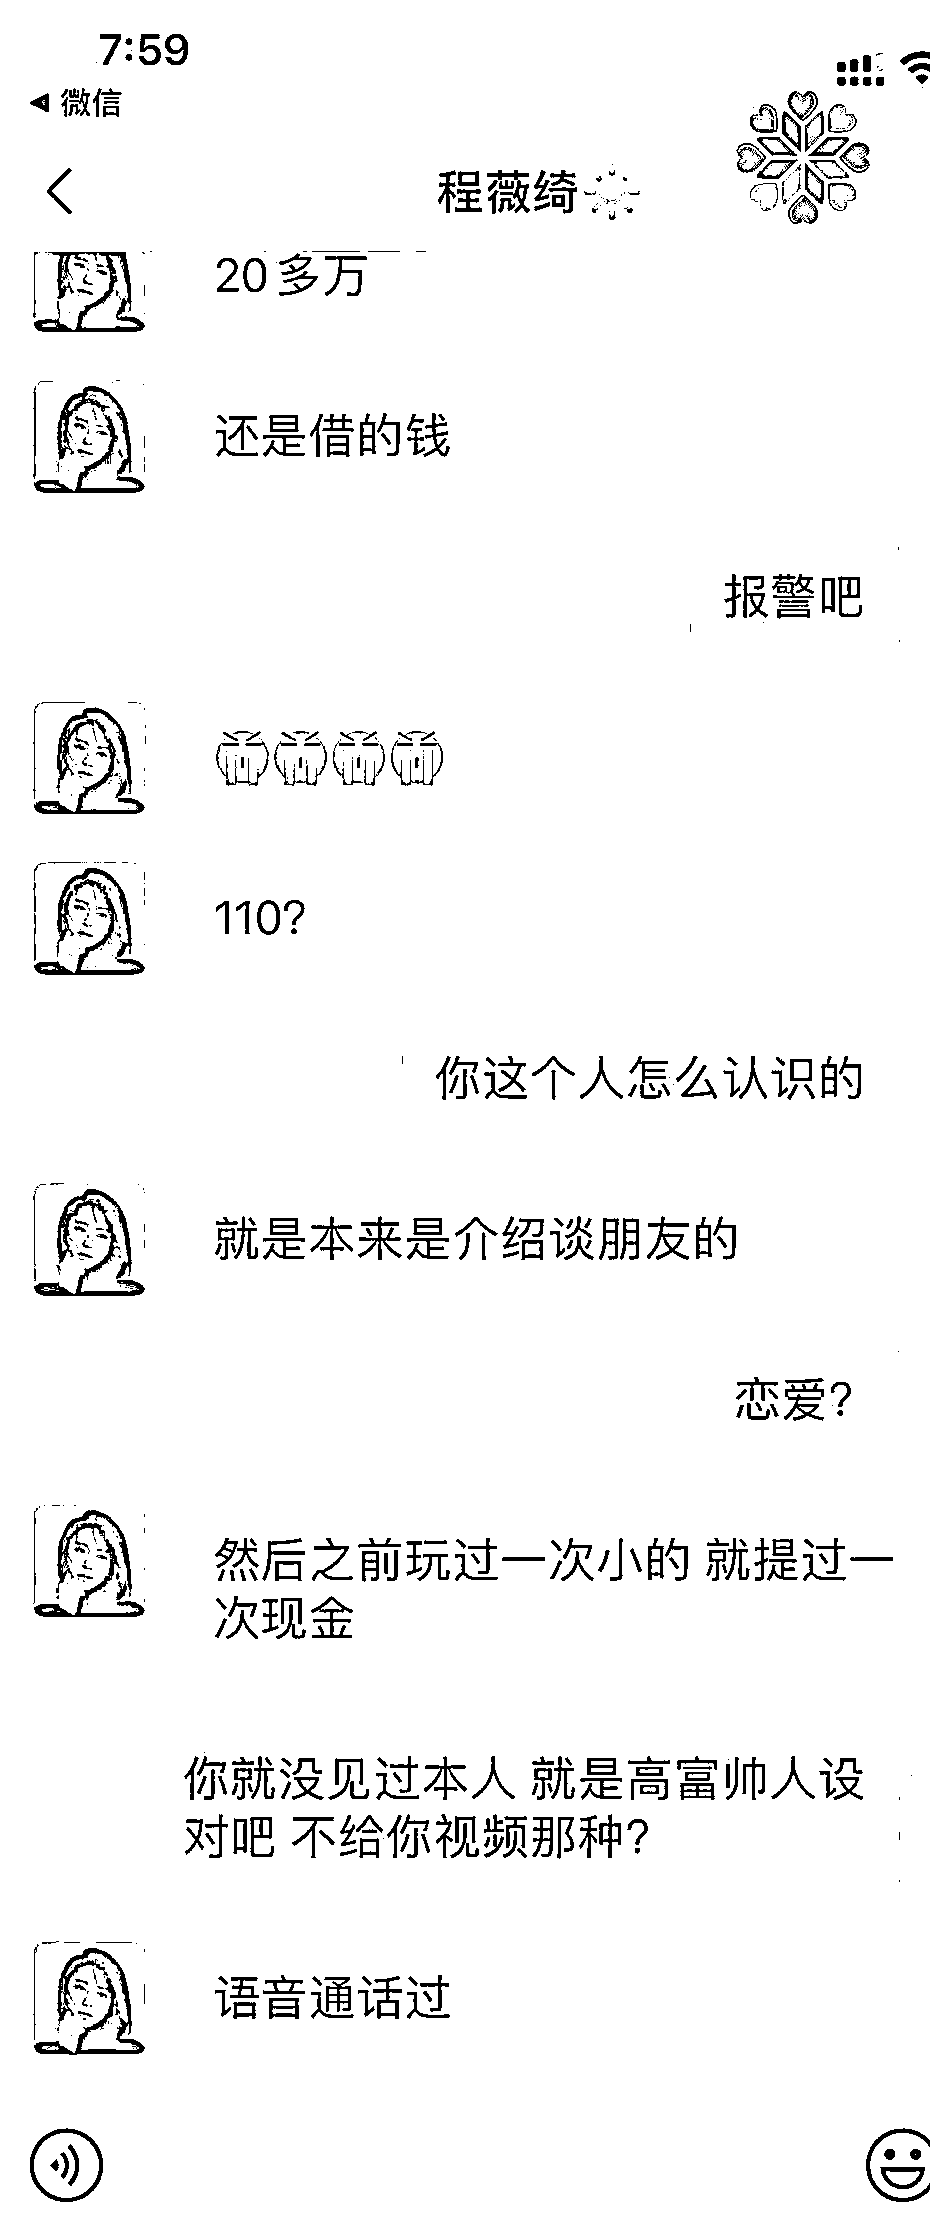 7:59
微信
程薇绮
20多万
还是借的钱
报警吧
110?
你这个人怎么认识的
就是本来是介绍谈朋友的
恋爱?
然后之前玩过一次小的 就提过一
次现金
你就没见过本人 就是高富帅人设
对吧 不给你视频那种?
语音通话过